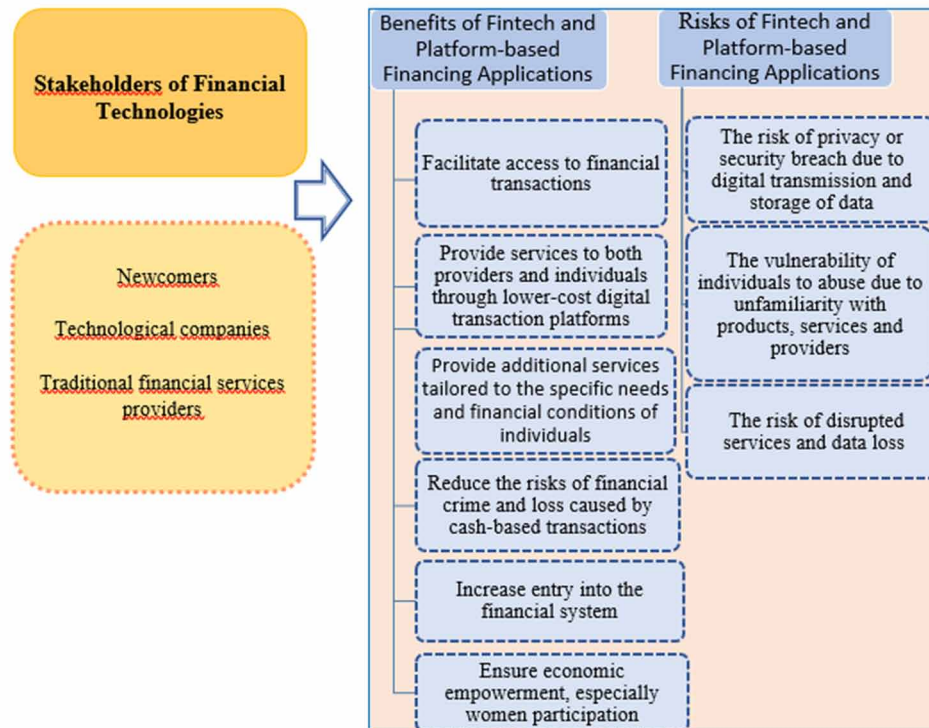 Stakeholders of Financial
Technologies
Newcomers
Technological companies
Traditional financial services
providers
Benefits of Fintech and
Platform-based
Financing Applications
Facilitate access to financial
transactions
Provide services to both
providers and individuals
through lower-cost digital
transaction platforms
Provide additional services
tailored to the specific needs
and financial conditions of
individuals
Reduce the risks of financial
crime and loss caused by
cash-based transactions
Increase entry into the
financial system
Ensure economic
empowerment, especially
women participation
Risks of Fintech and
Platform-based
Financing Applications
The risk of privacy or
security breach due to
digital transmission and
storage of data
The vulnerability of
individuals to abuse due to
unfamiliarity with
products, services and
providers
The risk of disrupted
services and data loss